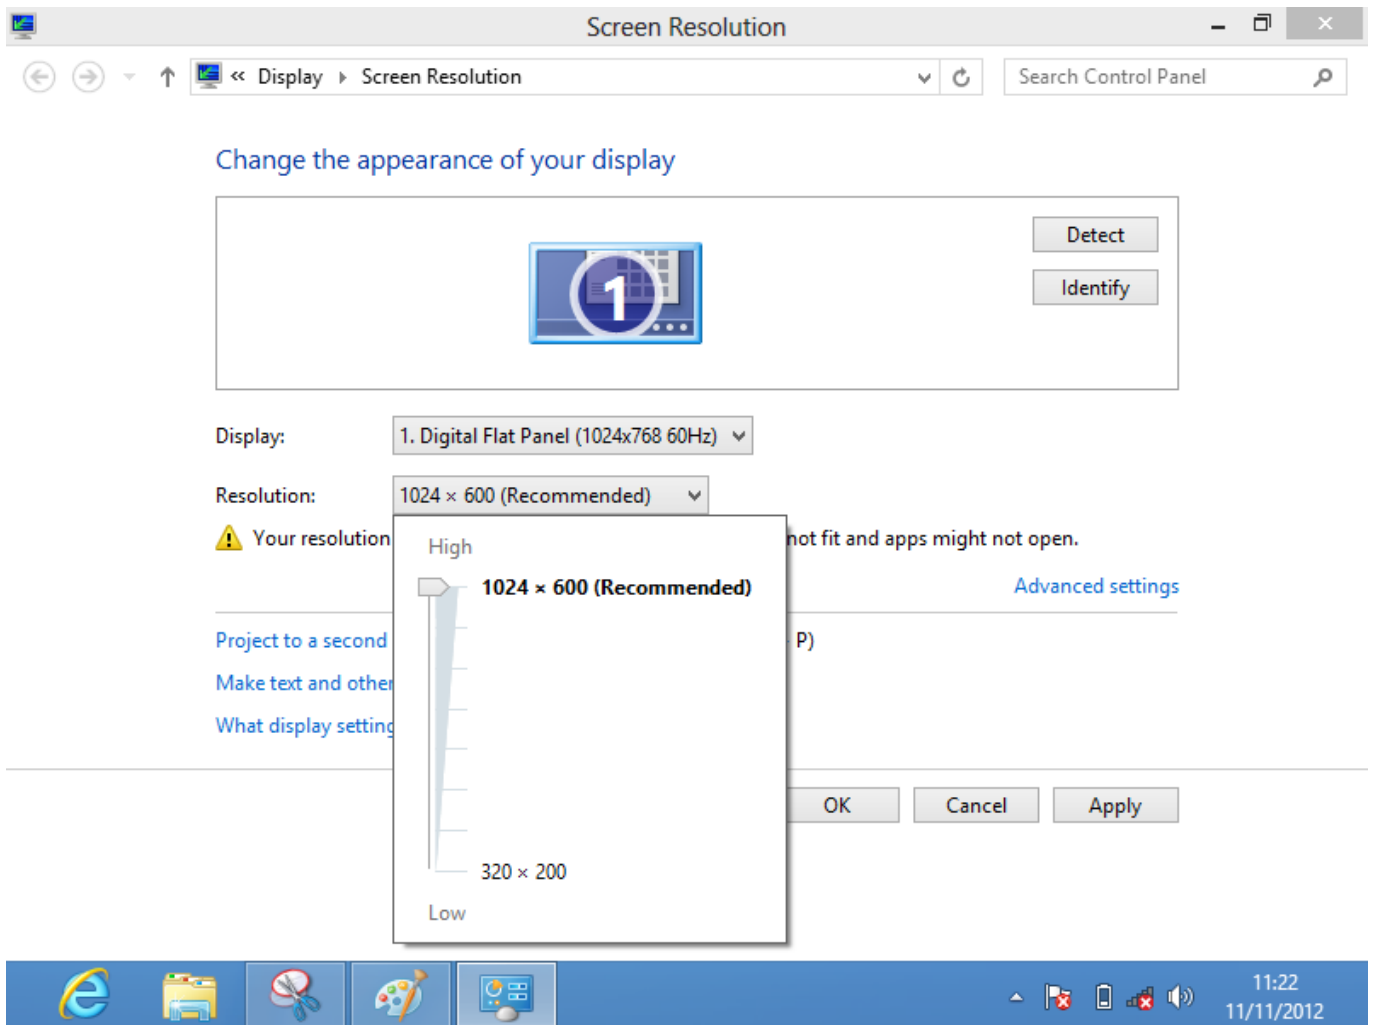 Screen Resolution
« Display ▸ Screen Resolution
Search Control Panel
Change the appearance of your display
Detect
1
Identify
Display: 1. Digital Flat Panel (1024x768 60Hz)
Resolution: 1024 × 600 (Recommended)
Your resolution not fit and apps might not open.
High
1024 × 600 (Recommended)
Advanced settings
Project to a second P)
Make text and other
What display setting
OK Cancel Apply
320 × 200
Low
11:22
11/11/2012